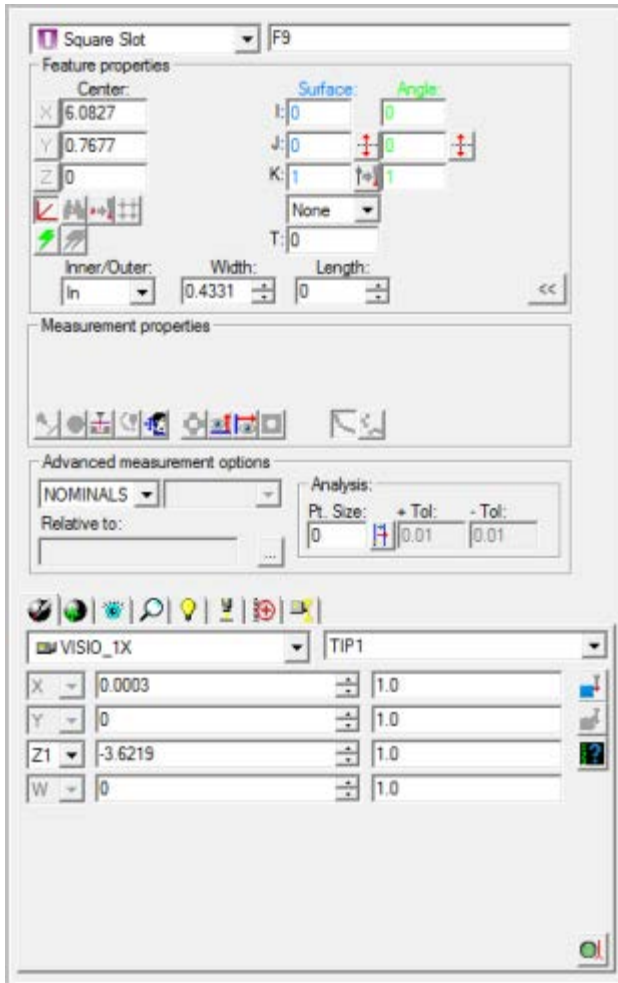 Square Slot F9
Feature properties
Center: Surface: Angle:
X 6.0827 I: 0 0
Y 0.7677 J: 0 0
Z 0 K: 1 1
None
T: 0
Inner/Outer: Width: Length:
In 0.4331 0 <<
Measurement properties
Advanced measurement options
NOMINALS Analysis:
Pt. Size: + Tol: - Tol:
Relative to: 0 0.01 0.01
...
VISIO_1X TIP1
X 0.0003 1.0
Y 0 1.0
Z1 -3.6219 1.0
W 0 1.0